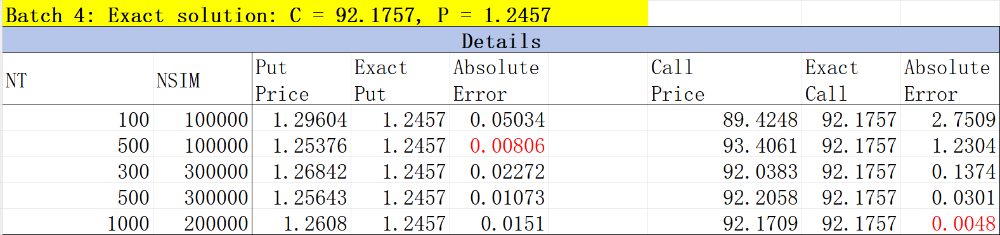 Batch 4: Exact solution: C = 92.1757, P = 1.2457
Details
NT NSIM Put Price Exact Put Absolute Error Call Price Exact Call Absolute Error
100 100000 1.29604 1.2457 0.05034 89.4248 92.1757 2.7509
500 100000 1.25376 1.2457 0.00806 93.4061 92.1757 1.2304
300 300000 1.26842 1.2457 0.02272 92.0383 92.1757 0.1374
500 300000 1.25643 1.2457 0.01073 92.2058 92.1757 0.0301
1000 200000 1.2608 1.2457 0.0151 92.1709 92.1757 0.0048